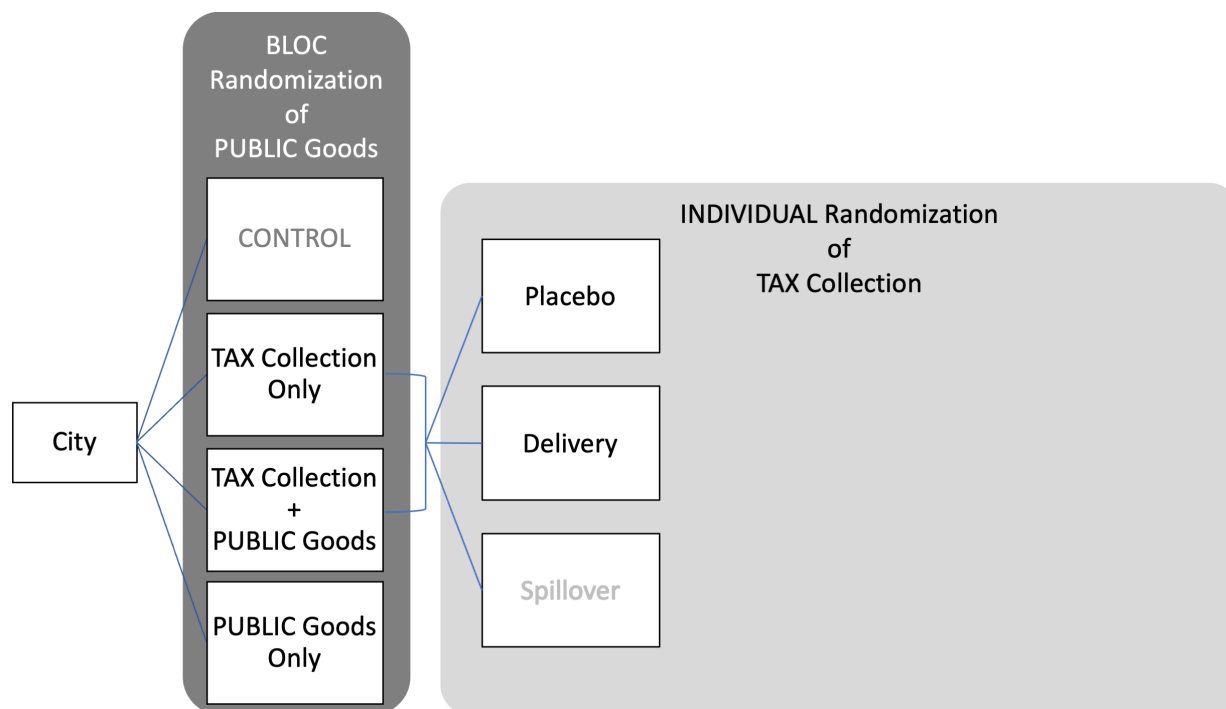 BLOC
Randomization
of
PUBLIC Goods
CONTROL
TAX Collection
Only
TAX Collection
+
PUBLIC Goods
PUBLIC Goods
Only
City
INDIVIDUAL Randomization
of
TAX Collection
Placebo
Delivery
Spillover